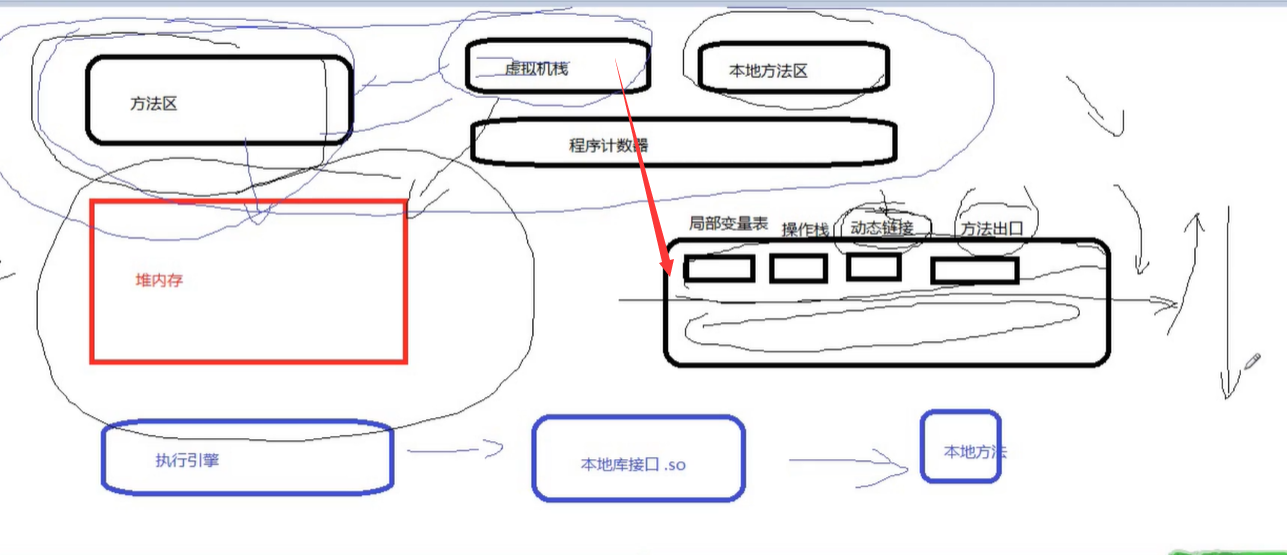 方法区
虚拟机栈
本地方法区
程序计数器
局部变量表
操作栈
动态链接
方法出口
堆内存
执行引擎
本地库接口 .so
本地方法